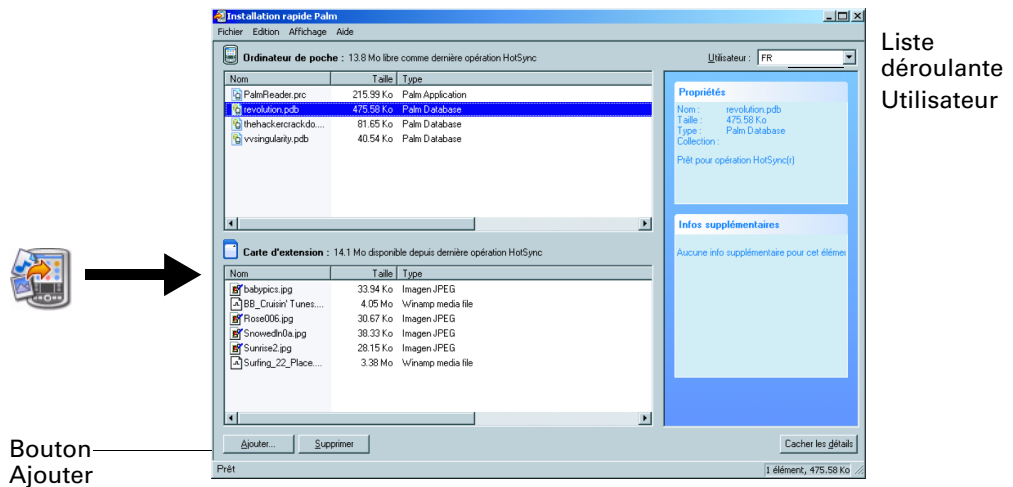 Installation rapide Palm
Fichier Edition Affichage Aide
Ordinateur de poche : 13.8 Mo libre comme dernière opération HotSync
Utilisateur : FR
Nom Taille Type
PalmReader.prc 215.99 Ko Palm Application
revolution.pdb 475.58 Ko Palm Database
thehackercrackdo.... 81.65 Ko Palm Database
vvsingularity.pdb 40.54 Ko Palm Database
Propriétés
Nom : revolution.pdb
Taille : 475.58 Ko
Type : Palm Database
Collection :
Prêt pour opération HotSync(r)
Liste
déroulante
Utilisateur
Carte d'extension : 14.1 Mo disponible depuis dernière opération HotSync
Nom Taille Type
babypics.jpg 33.94 Ko Imagen JPEG
BB_Cruisin' Tunes.... 4.05 Mo Winamp media file
Rose006.jpg 30.67 Ko Imagen JPEG
SnowedIn0a.jpg 38.33 Ko Imagen JPEG
Sunrise2.jpg 28.15 Ko Imagen JPEG
Surfing_22_Place.... 3.38 Mo Winamp media file
Infos supplémentaires
Aucune info supplémentaire pour cet élémen
Ajouter... Supprimer
Cacher les détails
Prêt
1 élément, 475.58 Ko
Bouton
Ajouter